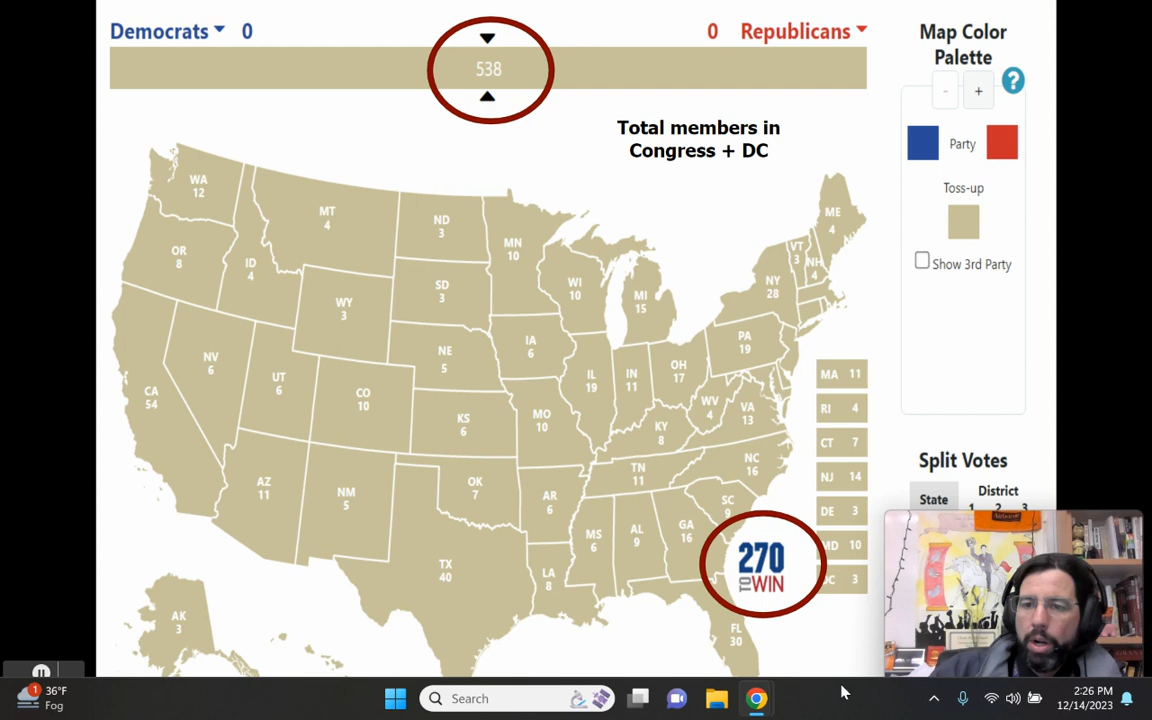 Democrats 0
0 Republicans
538
Total members in
Congress + DC
Map Color
Palette
- +
?
Party
Toss-up
Show 3rd Party
Split Votes
State
District
1 2 3
WA
12
OR
8
CA
54
NV
6
ID
4
MT
4
WY
3
UT
6
AZ
11
CO
10
NM
5
ND
3
SD
3
NE
5
KS
6
OK
7
TX
40
MN
10
IA
6
MO
10
AR
6
LA
8
WI
10
IL
19
MI
15
IN
11
OH
17
KY
8
TN
11
MS
6
AL
9
GA
16
FL
30
SC
9
NC
16
VA
13
WV
4
PA
19
NY
28
VT
3
NH
4
ME
4
AK
3
MA 11
RI 4
CT 7
NJ 14
DE 3
MD 10
DC 3
270
TO WIN
1
36°F
Fog
Search
2:26 PM
12/14/2023